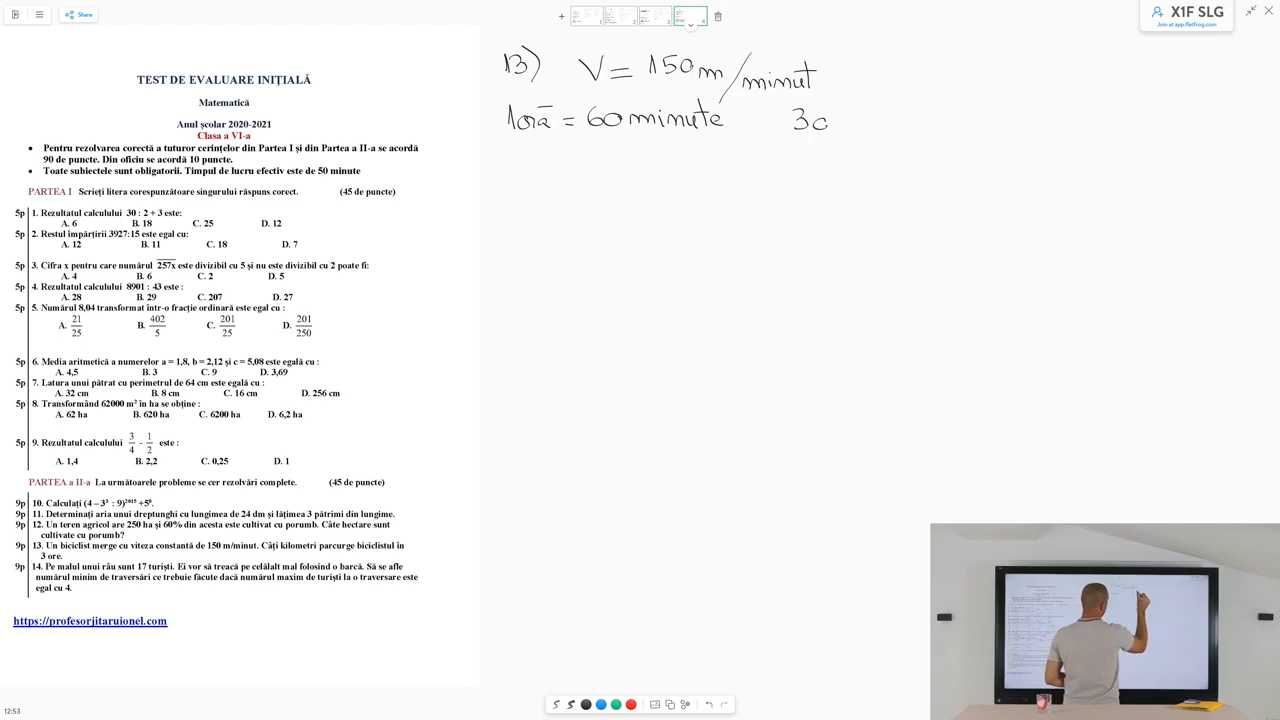 Share
1
2
3
4
X1F SLG
Join at app.flatfrog.com
TEST DE EVALUARE INIȚIALĂ
Matematică
Anul școlar 2020-2021
Clasa a VI-a
• Pentru rezolvarea corectă a tuturor cerințelor din Partea I și din Partea a II-a se acordă
90 de puncte. Din oficiu se acordă 10 puncte.
• Toate subiectele sunt obligatorii. Timpul de lucru efectiv este de 50 minute
PARTEA I Scrieți litera corespunzătoare singurului răspuns corect. (45 de puncte)
5p 1. Rezultatul calculului 30 : 2 + 3 este:
A. 6 B. 18 C. 25 D. 12
5p 2. Restul împărțirii 3927:15 este egal cu:
A. 12 B. 11 C. 18 D. 7
5p 3. Cifra x pentru care numărul \overline{257x} este divizibil cu 5 și nu este divizibil cu 2 poate fi:
A. 4 B. 6 C. 2 D. 5
5p 4. Rezultatul calculului 8901 : 43 este :
A. 28 B. 29 C. 207 D. 27
5p 5. Numărul 8,04 transformat într-o fracție ordinară este egal cu :
A. 21/25 B. 402/5 C. 201/25 D. 201/250
5p 6. Media aritmetică a numerelor a = 1,8, b = 2,12 și c = 5,08 este egală cu :
A. 4,5 B. 3 C. 9 D. 3,69
5p 7. Latura unui pătrat cu perimetrul de 64 cm este egală cu :
A. 32 cm B. 8 cm C. 16 cm D. 256 cm
5p 8. Transformând 62000 m² în ha se obține :
A. 62 ha B. 620 ha C. 6200 ha D. 6,2 ha
5p 9. Rezultatul calculului 3/4 - 1/2 este :
A. 1,4 B. 2,2 C. 0,25 D. 1
PARTEA a II-a La următoarele probleme se cer rezolvări complete. (45 de puncte)
9p 10. Calculați (4 – 3³ : 9)²⁰¹⁵ +5⁰.
9p 11. Determinați aria unui dreptunghi cu lungimea de 24 dm și lățimea 3 pătrimi din lungime.
9p 12. Un teren agricol are 250 ha și 60% din acesta este cultivat cu porumb. Câte hectare sunt
cultivate cu porumb?
9p 13. Un biciclist merge cu viteza constantă de 150 m/minut. Câți kilometri parcurge biciclistul în
3 ore.
9p 14. Pe malul unui râu sunt 17 turiști. Ei vor să treacă pe celălalt mal folosind o barcă. Să se afle
numărul minim de traversări ce trebuie făcute dacă numărul maxim de turiști la o traversare este
egal cu 4.
https://profesorjitaruionel.com
12:53
13) V = 150 m/minut
1 oră = 60 minute 3o